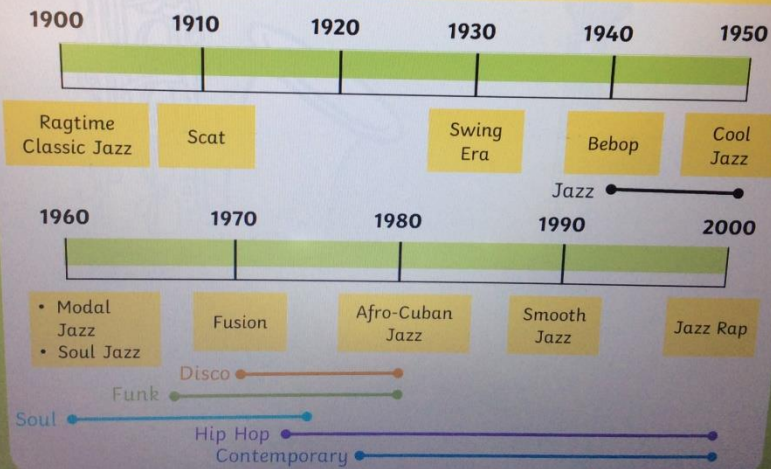 1900 1910 1920 1930 1940 1950
Ragtime
Classic Jazz
Scat
Swing
Era
Bebop
Cool
Jazz
Jazz
1960 1970 1980 1990 2000
• Modal
Jazz
• Soul Jazz
Fusion
Afro-Cuban
Jazz
Smooth
Jazz
Jazz Rap
Disco
Funk
Soul
Hip Hop
Contemporary